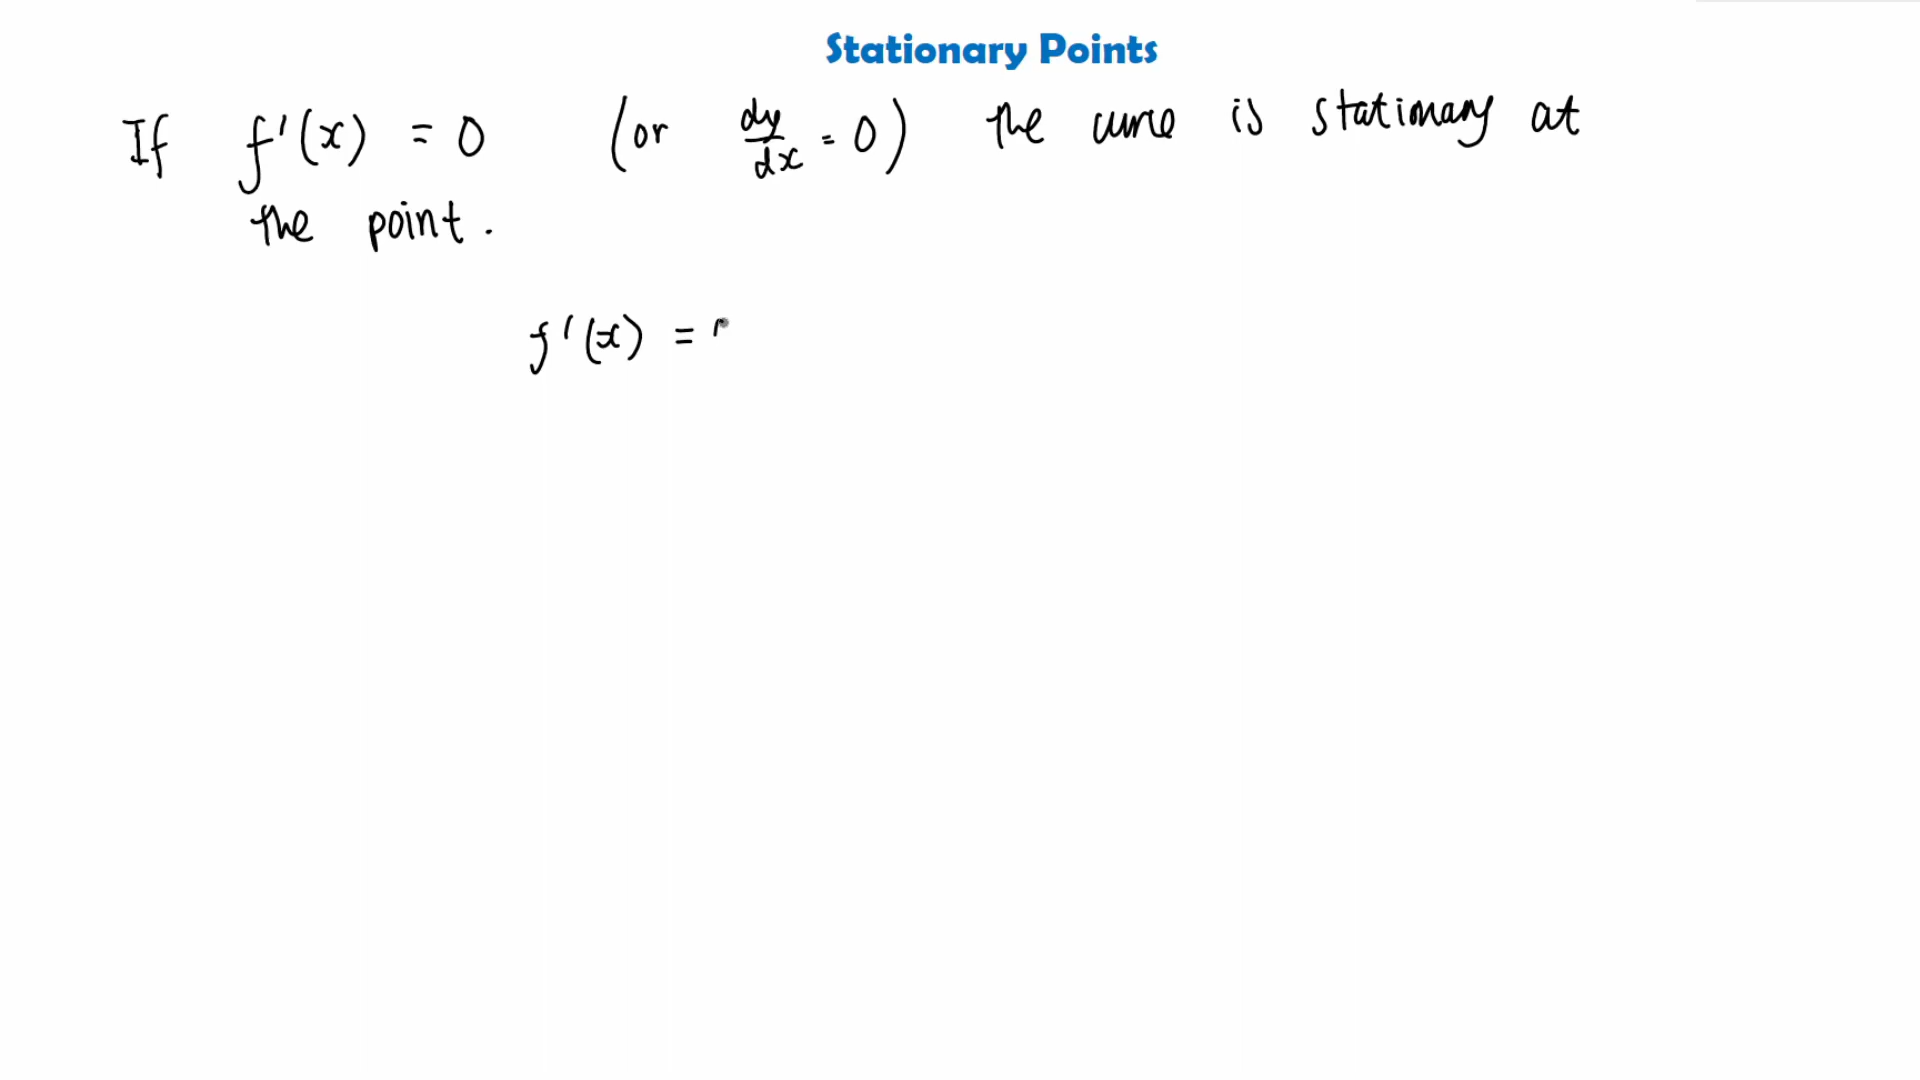 Stationary Points
If f'(x) = 0 (or dy/dx = 0) the curve is stationary at
the point.
f'(x) =